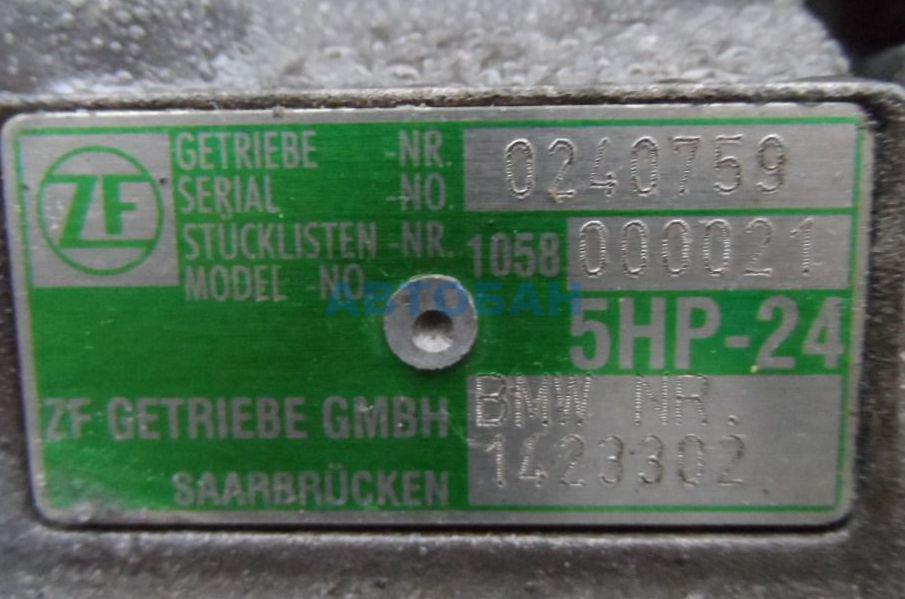 ZF
GETRIEBE -NR. 0240759
SERIAL -NO.
STÜCKLISTEN -NR. 1058 000021
MODEL -NO.
АВТОБАН
5HP-24
ZF GETRIEBE GMBH BMW NR.
SAARBRÜCKEN 1423302